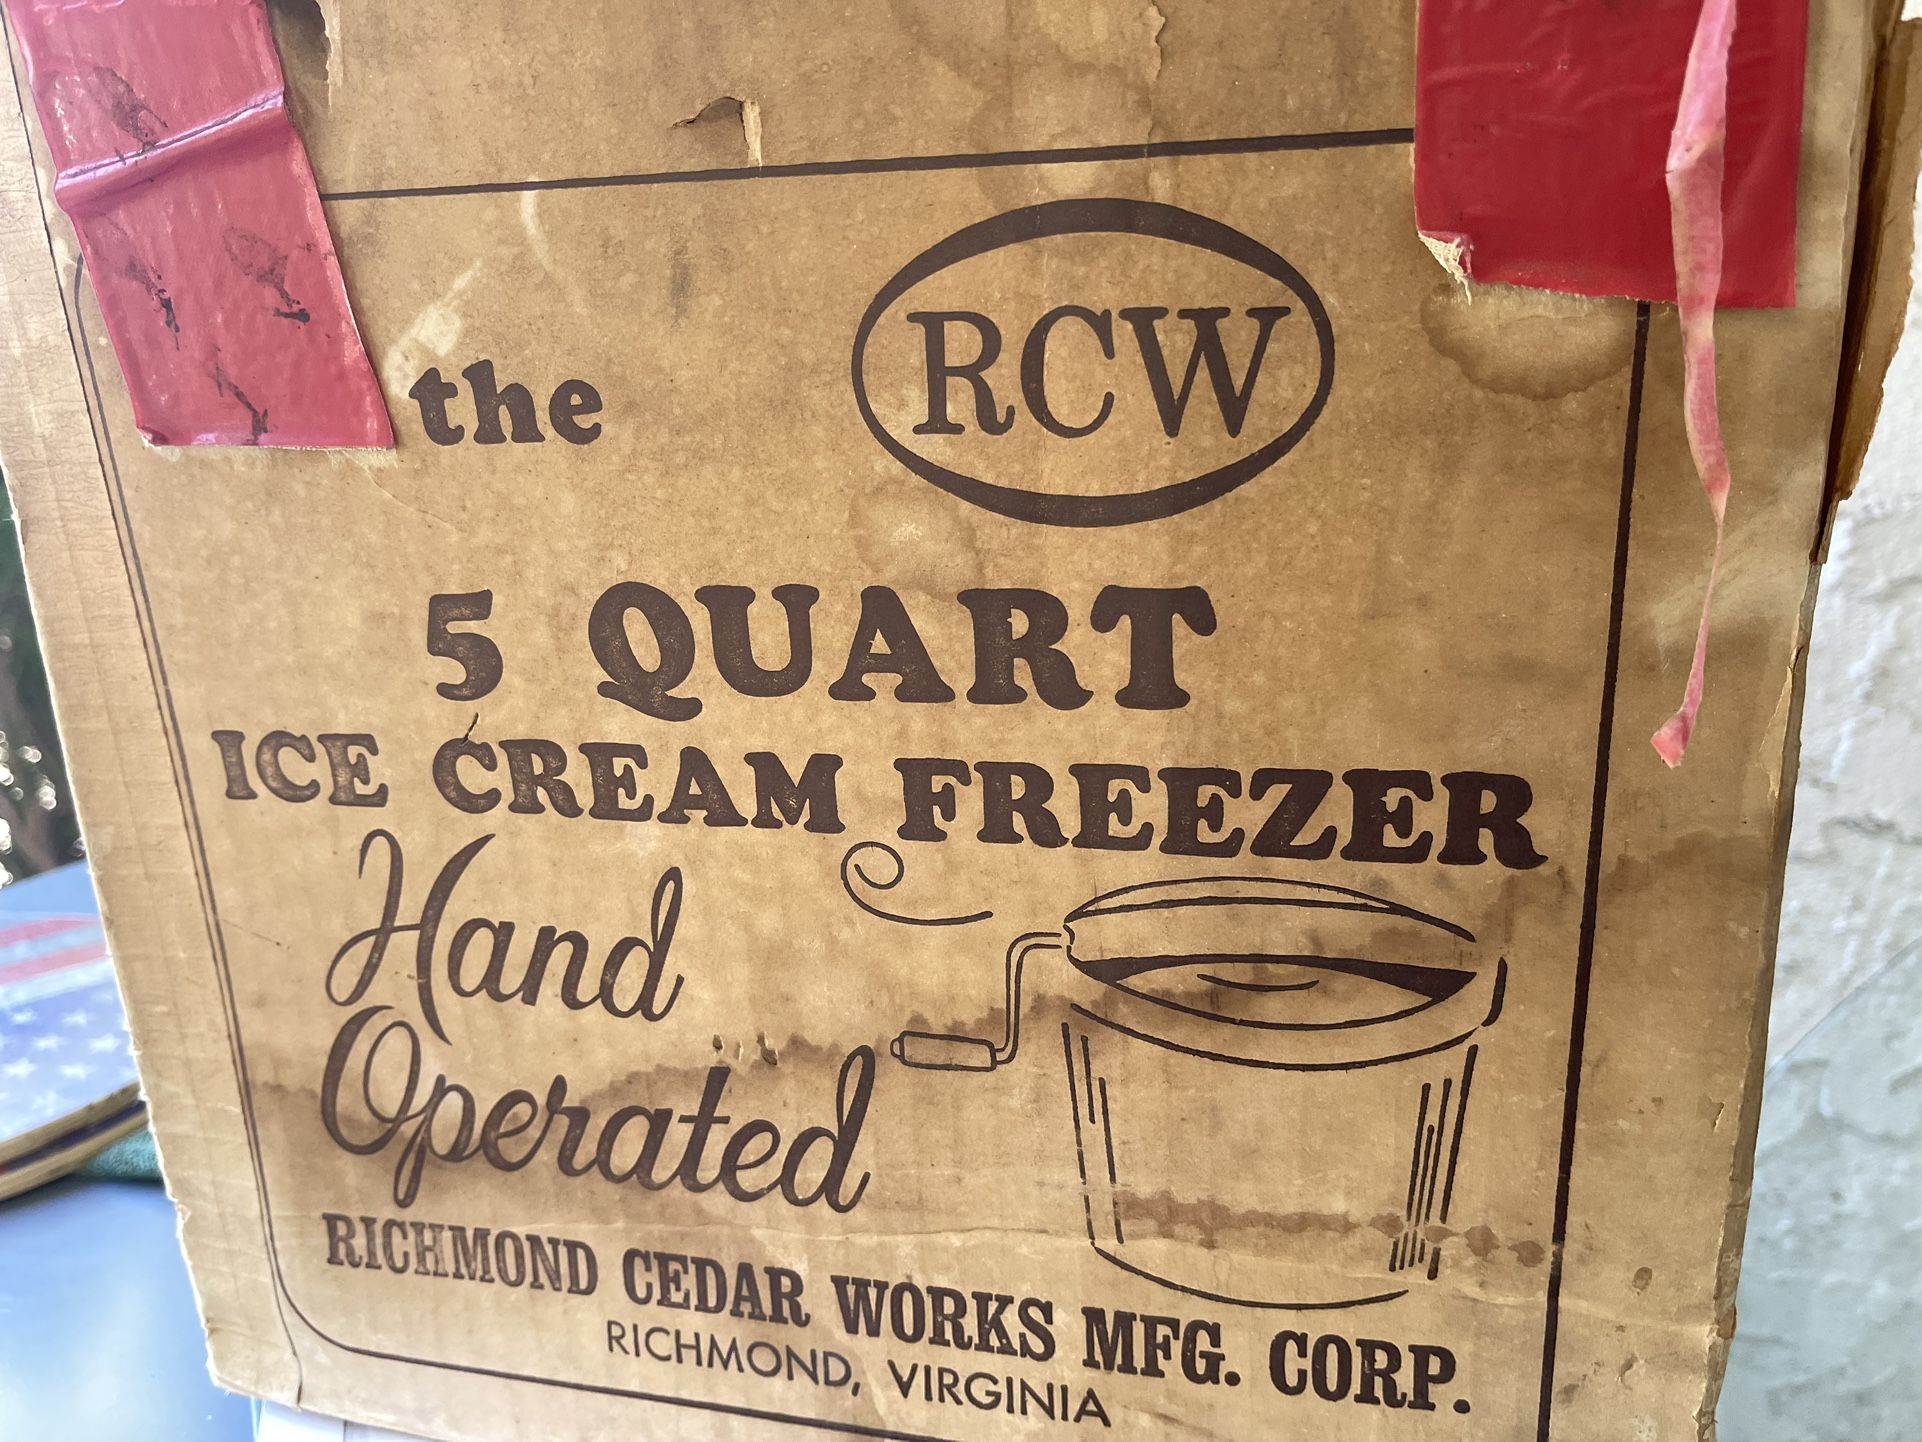 the RCW
5 QUART
ICE CREAM FREEZER
Hand
Operated
RICHMOND CEDAR WORKS MFG. CORP.
RICHMOND, VIRGINIA